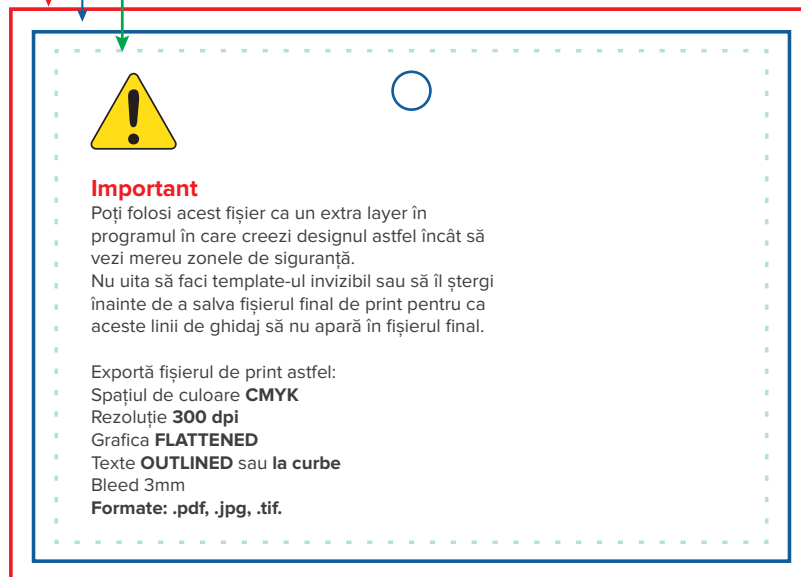 Important
Poți folosi acest fișier ca un extra layer în
programul în care creezi designul astfel încât să
vezi mereu zonele de siguranță.
Nu uita să faci template-ul invizibil sau să îl ștergi
înainte de a salva fișierul final de print pentru ca
aceste linii de ghidaj să nu apară în fișierul final.
Exportă fișierul de print astfel:
Spațiul de culoare CMYK
Rezoluție 300 dpi
Grafica FLATTENED
Texte OUTLINED sau la curbe
Bleed 3mm
Formate: .pdf, .jpg, .tif.